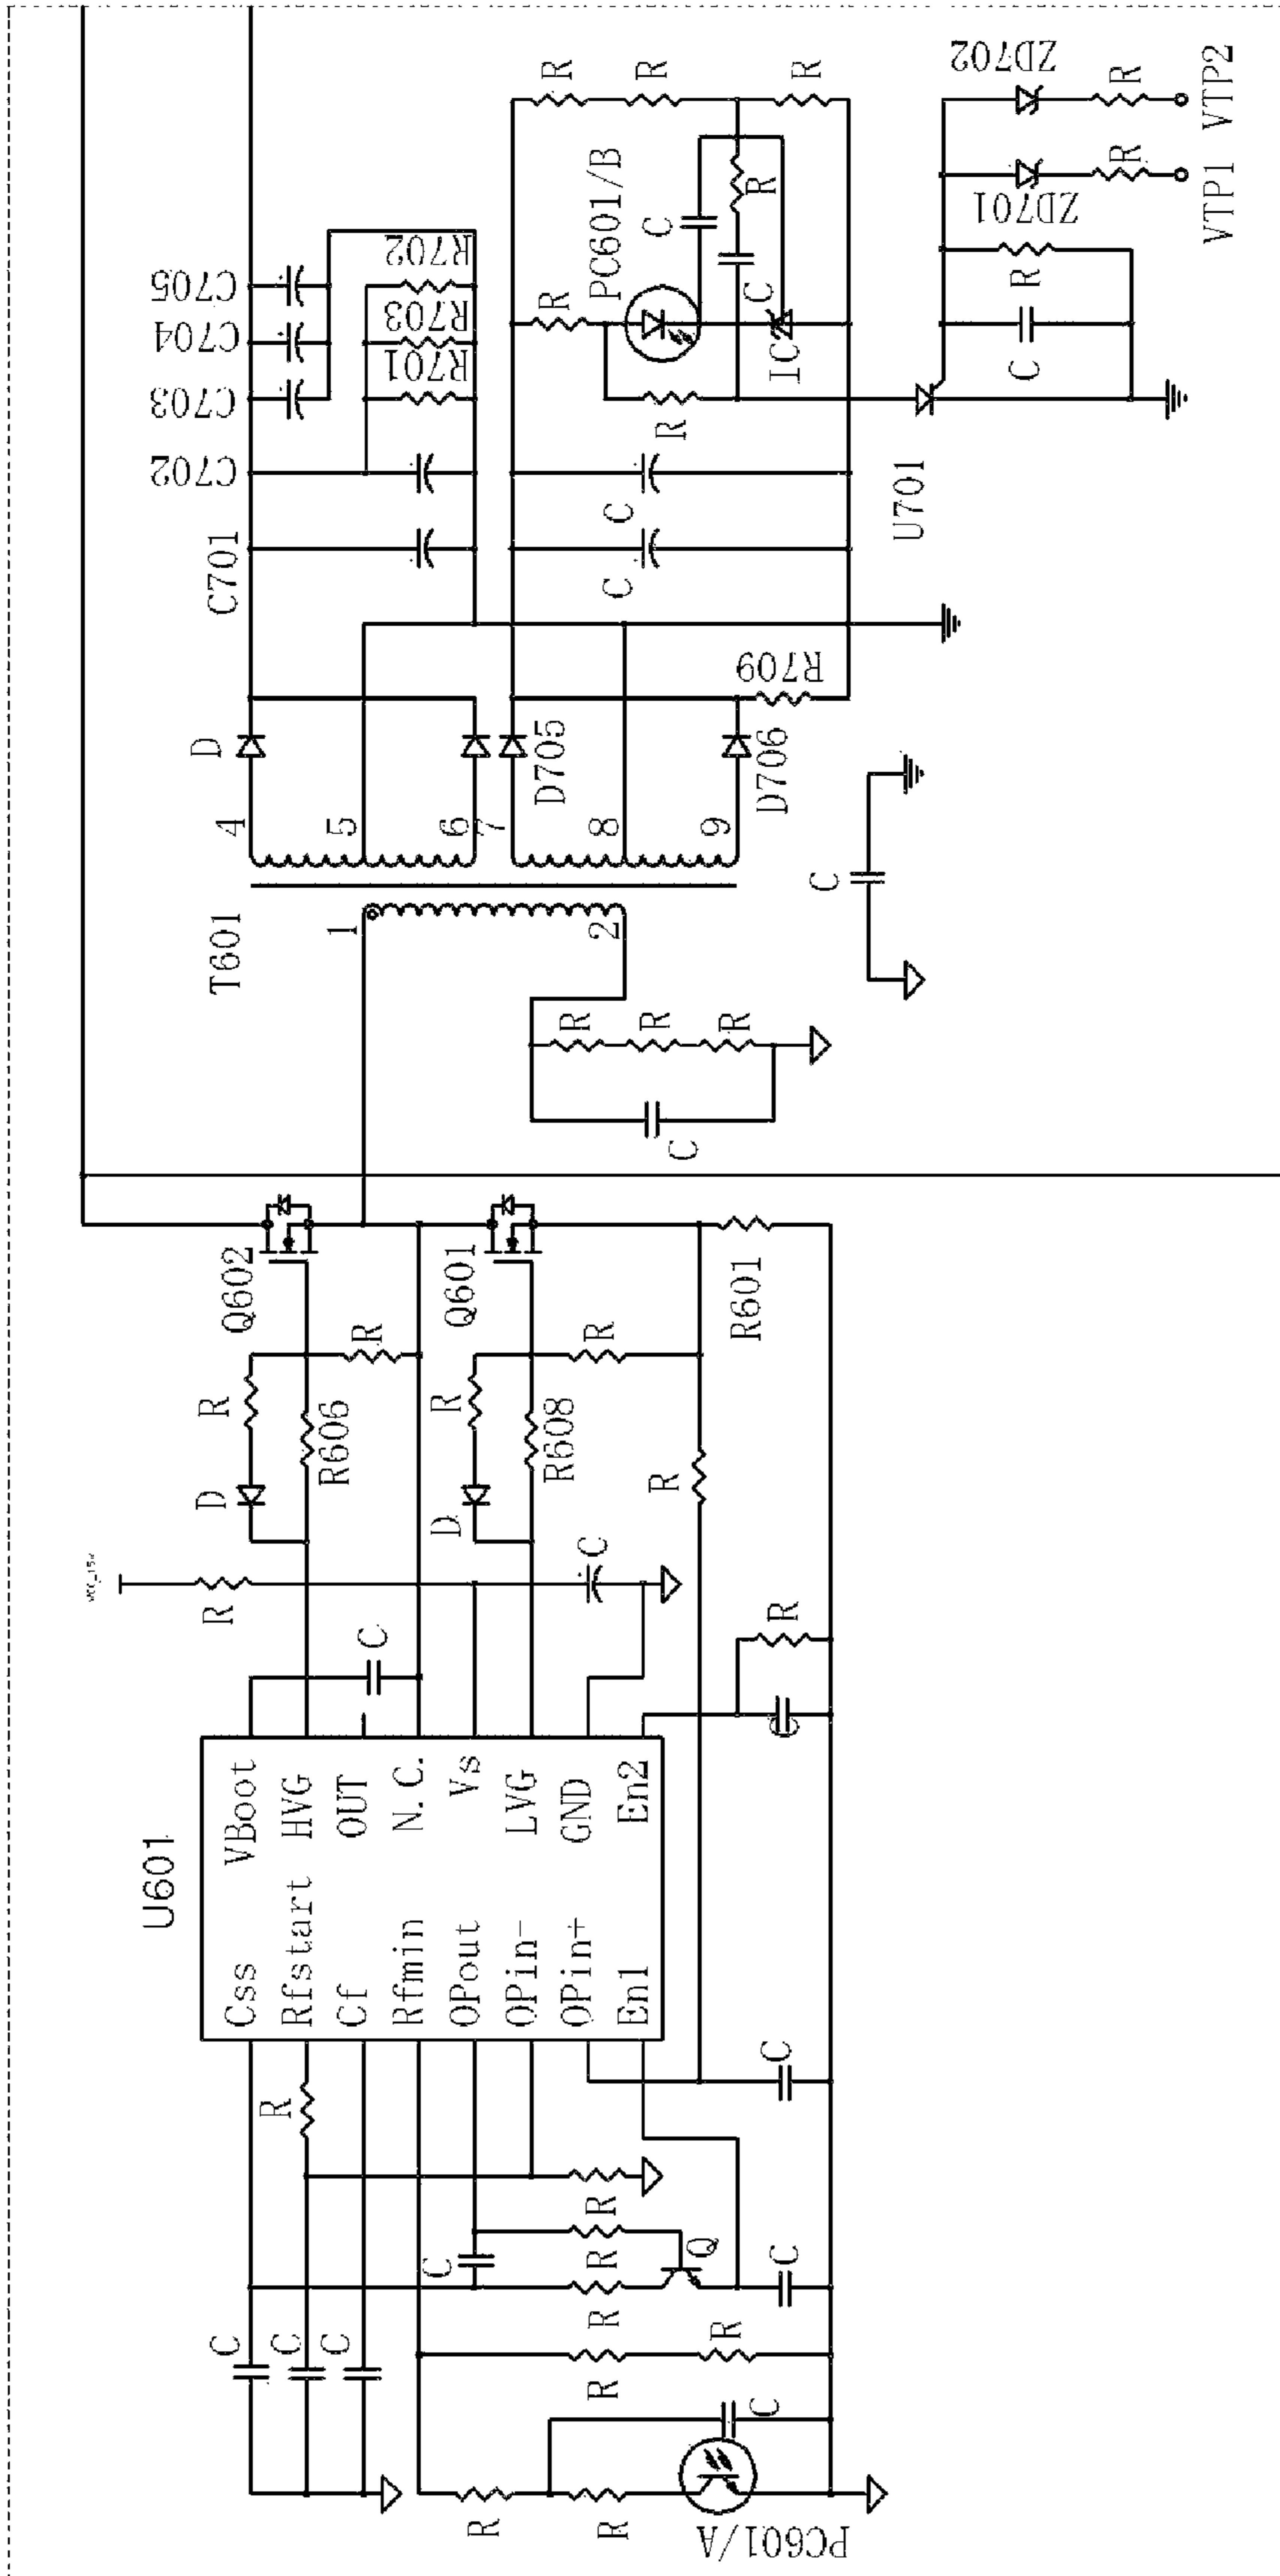 VTP2
VTP1
R
R
ZD702
ZD701
R
C
U701
R
R
R
PC601/B
C
R
C
R
IC
R
C
C
C705
C704
C703
C702
C701
R702
R703
R701
R709
D
D705
D706
4
5
6
7
8
9
T601
1
2
C
R
R
R
C
Q602
Q601
R601
R
R
R
R606
D
R
R608
D
R
R
C
C
R
C
U601
VBoot
HVG
OUT
N.C.
Vs
LVG
GND
En2
Css
Rfstart
Cf
Rfmin
OPout
OPin-
OPin+
En1
R
C
R
R
C
R
Q
C
C
C
C
R
R
C
R
R
PC601/A